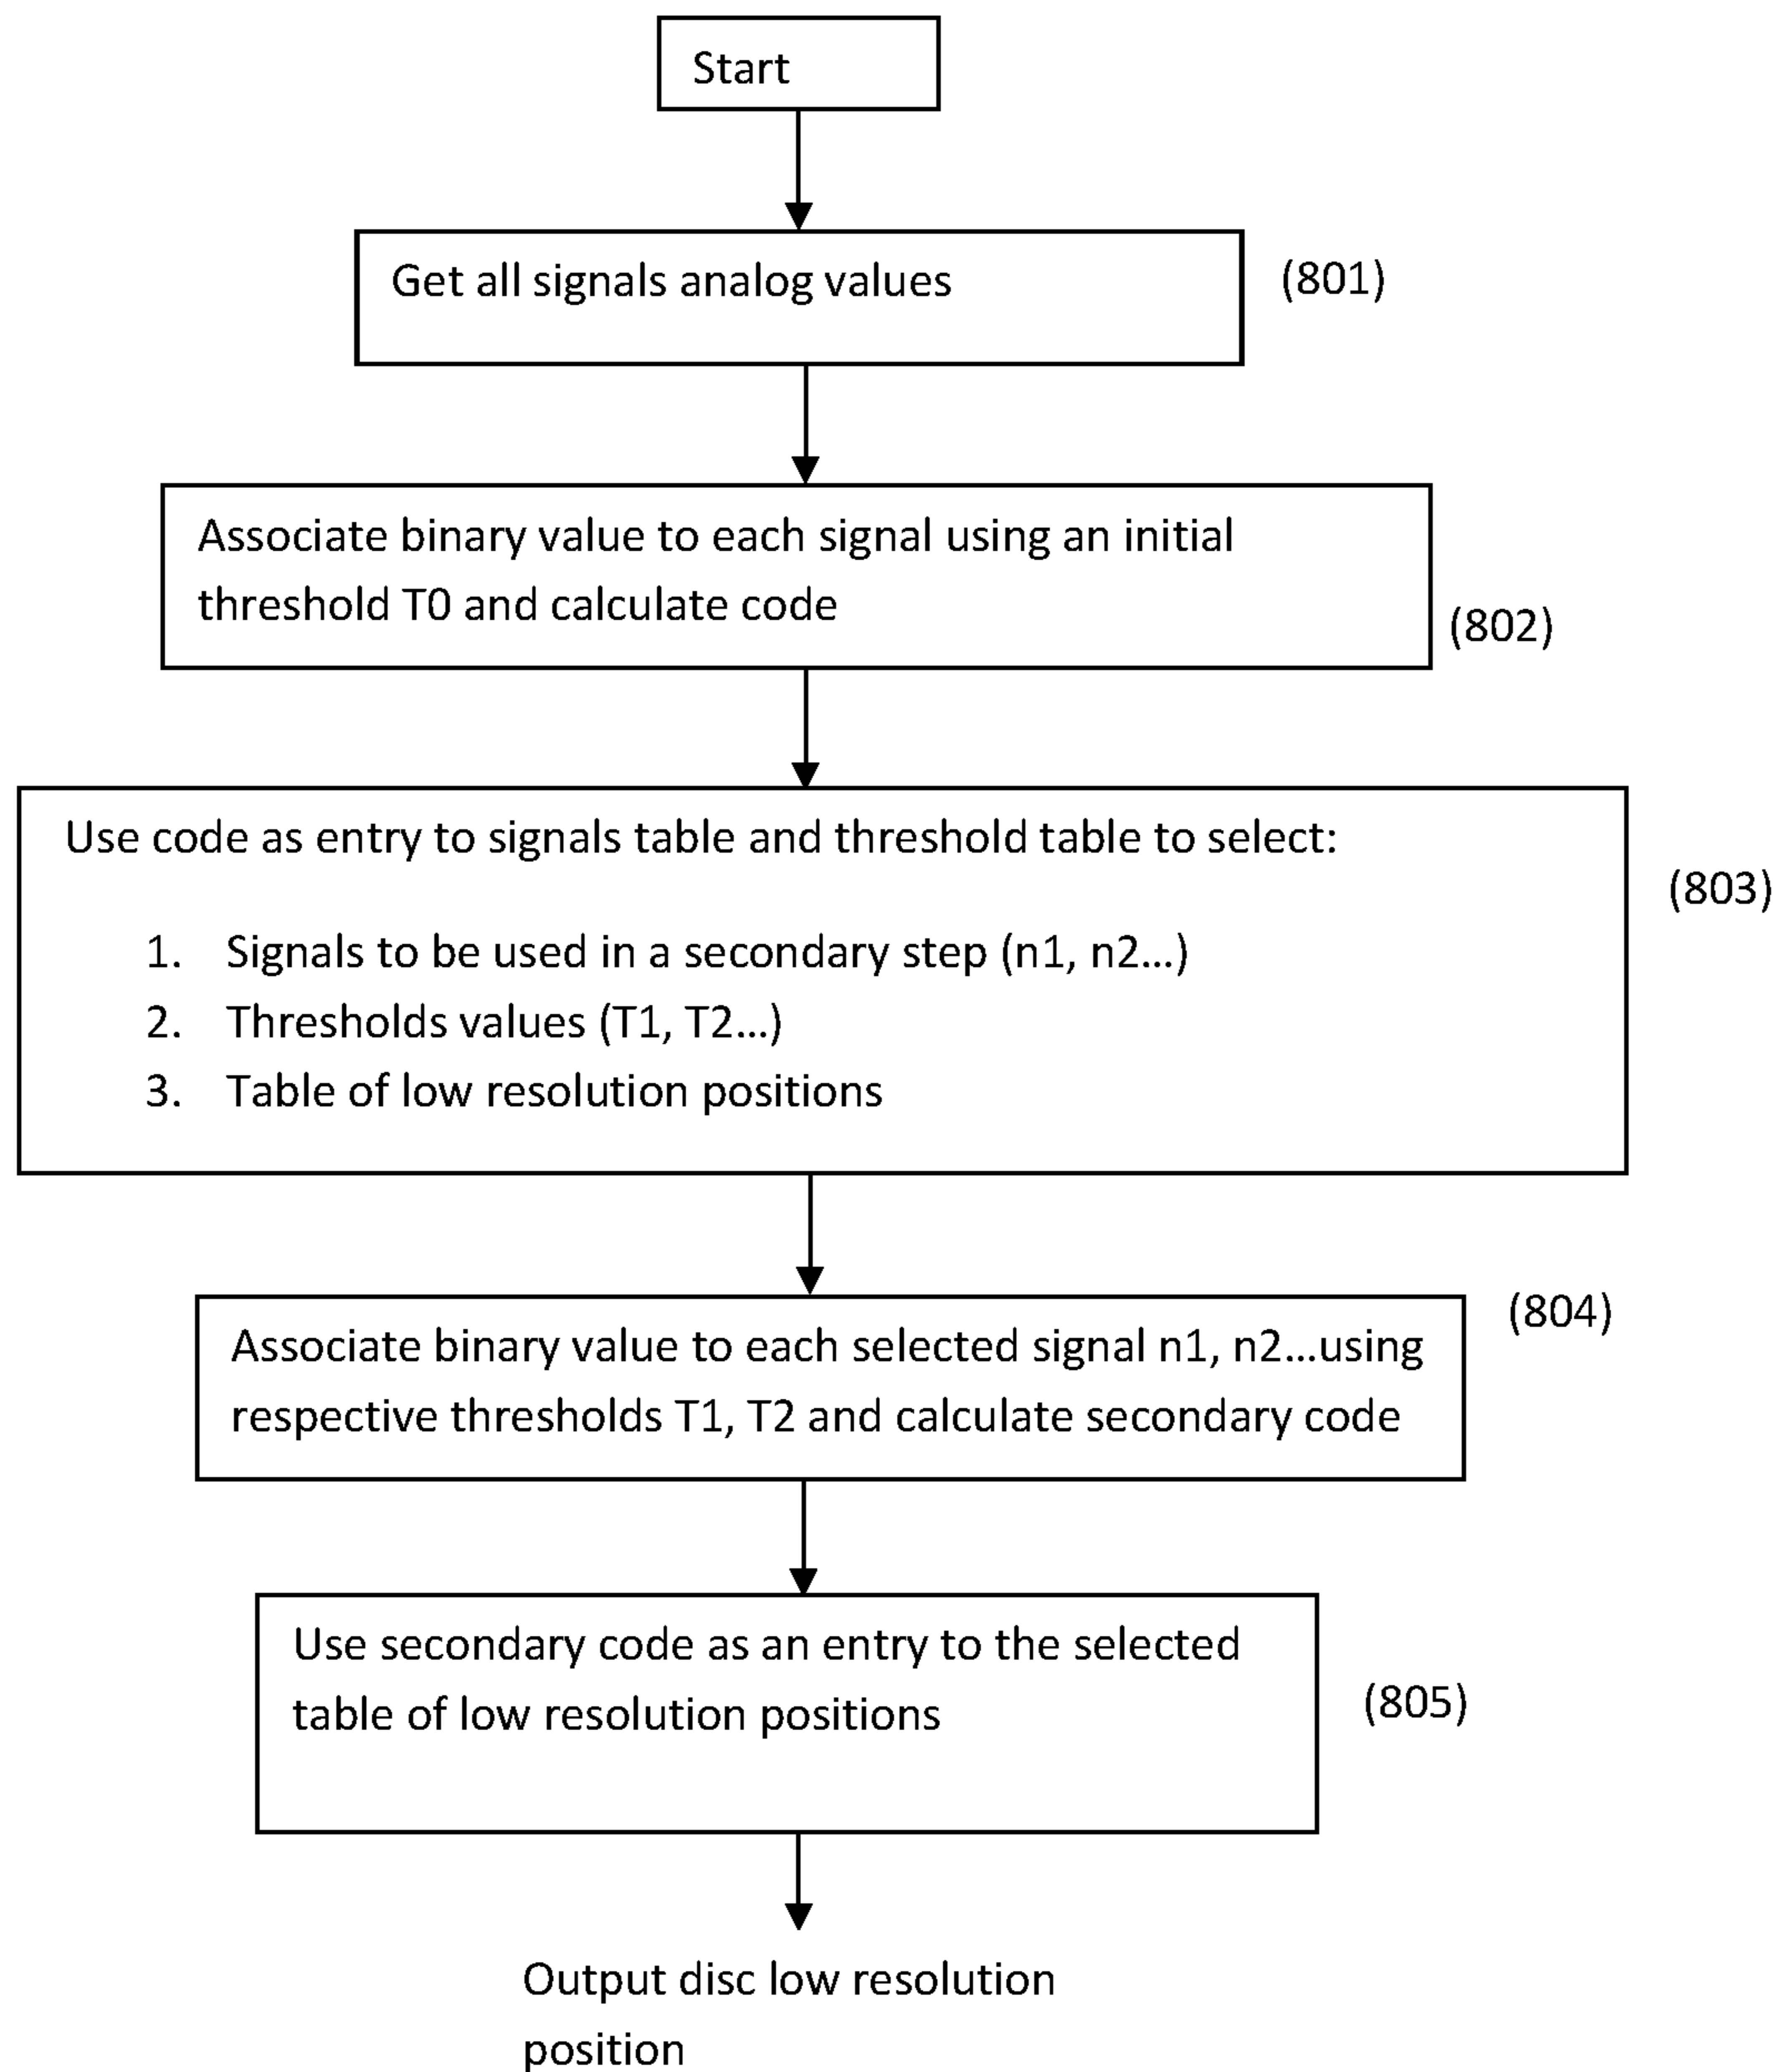 Start
Get all signals analog values
(801)
Associate binary value to each signal using an initial
threshold T0 and calculate code
(802)
Use code as entry to signals table and threshold table to select:
(803)
1. Signals to be used in a secondary step (n1, n2...)
2. Thresholds values (T1, T2...)
3. Table of low resolution positions
(804)
Associate binary value to each selected signal n1, n2...using
respective thresholds T1, T2 and calculate secondary code
Use secondary code as an entry to the selected
table of low resolution positions
(805)
Output disc low resolution
position